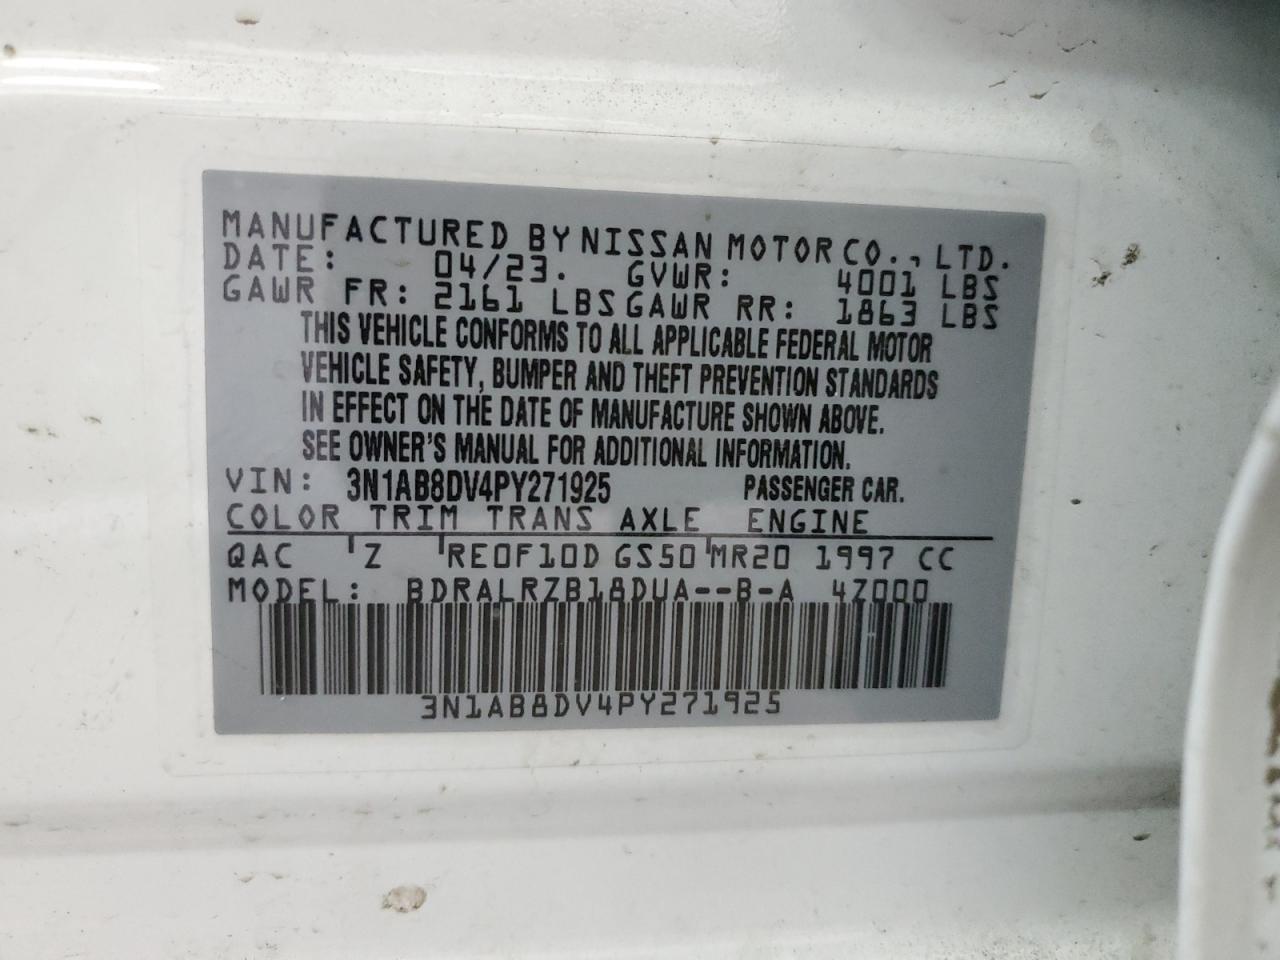 MANUFACTURED BY NISSAN MOTOR CO., LTD.
DATE: 04/23. GVWR: 4001 LBS
GAWR FR: 2161 LBS GAWR RR: 1863 LBS
THIS VEHICLE CONFORMS TO ALL APPLICABLE FEDERAL MOTOR
VEHICLE SAFETY, BUMPER AND THEFT PREVENTION STANDARDS
IN EFFECT ON THE DATE OF MANUFACTURE SHOWN ABOVE.
SEE OWNER'S MANUAL FOR ADDITIONAL INFORMATION.
VIN: 3N1AB8DV4PY271925 PASSENGER CAR.
COLOR TRIM TRANS AXLE ENGINE
QAC Z RE0F10D GS50 MR20 1997 CC
MODEL: BDRALRZB18DUA--B-A 4Z000
3N1AB8DV4PY271925